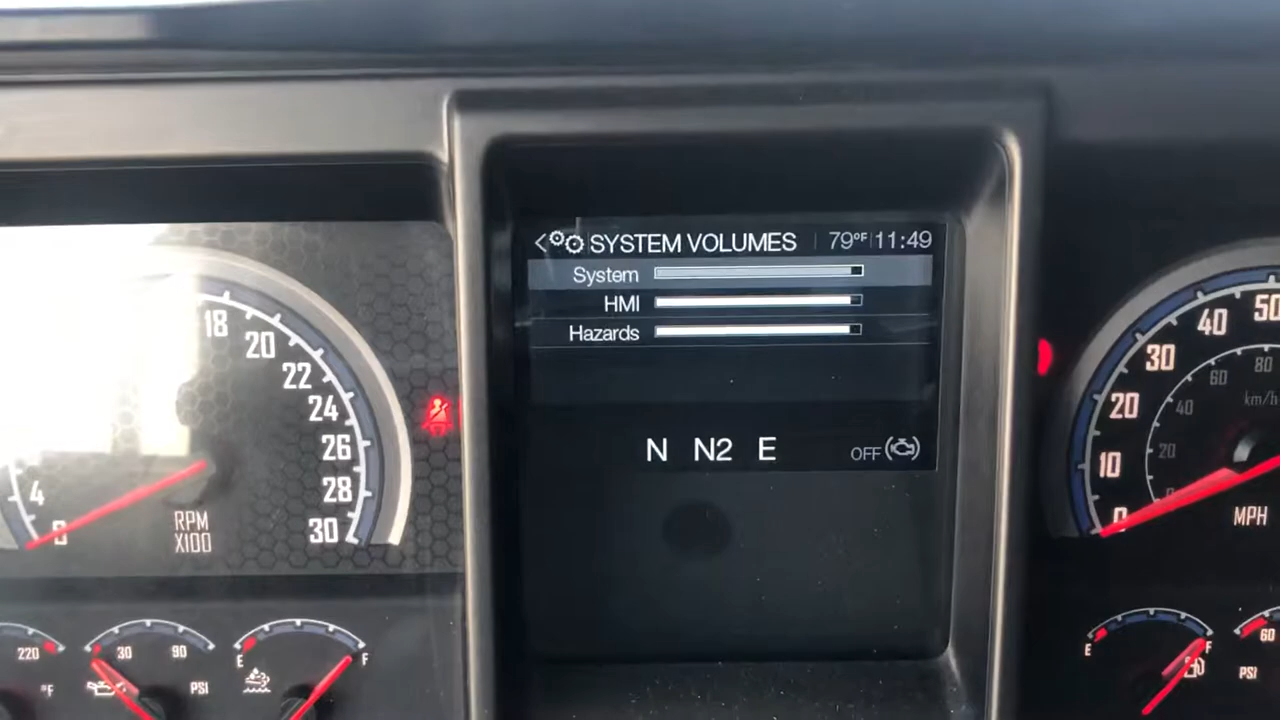 SYSTEM VOLUMES 79°F 11:49
System
HMI
Hazards
N N2 E OFF
18
20
22
24
26
28
30
4
0
RPM
X100
50
40
30
20
10
0
80
60
40
20
0
km/h
MPH
220
°F
30 90
PSI
E F
E F
60
PSI